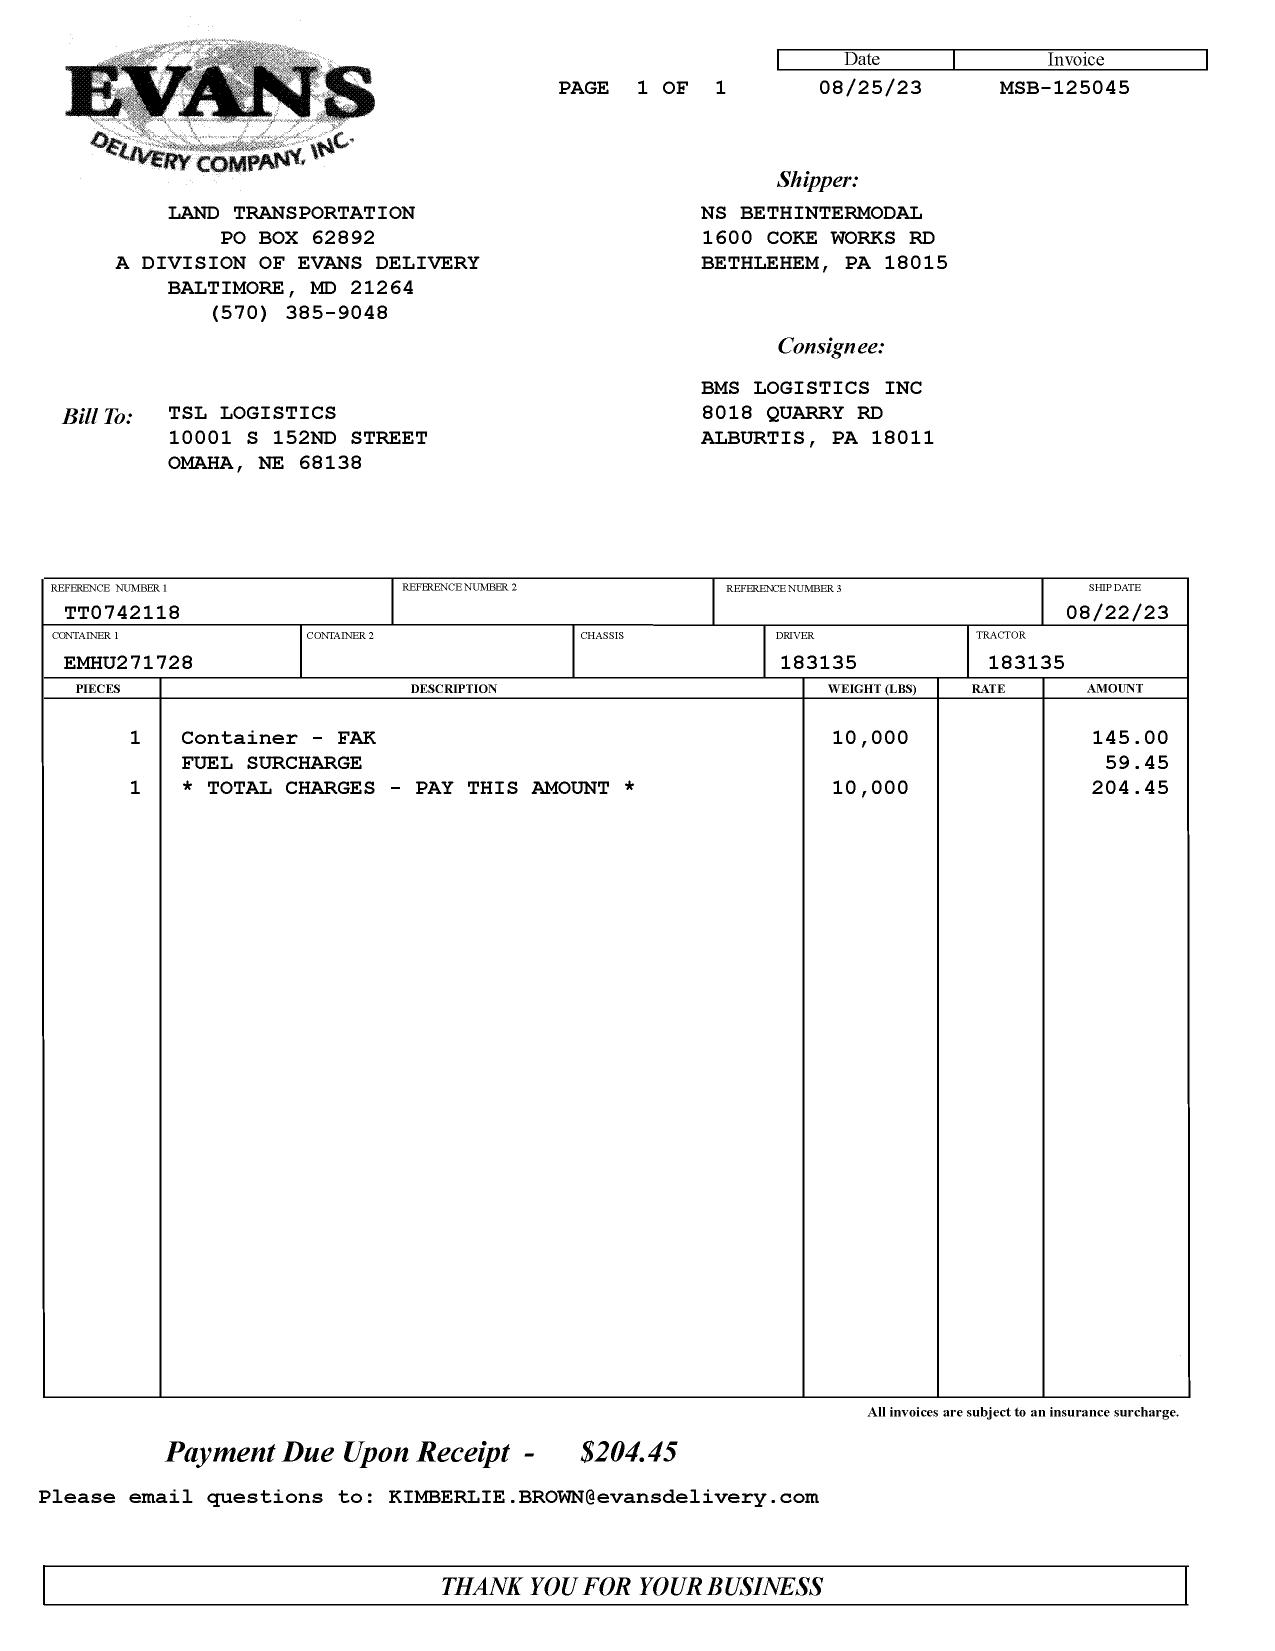 EVANS
DELIVERY COMPANY, INC.
Date Invoice
PAGE 1 OF 1 08/25/23 MSB-125045
LAND TRANSPORTATION
PO BOX 62892
A DIVISION OF EVANS DELIVERY
BALTIMORE, MD 21264
(570) 385-9048
Shipper:
NS BETHINTERMODAL
1600 COKE WORKS RD
BETHLEHEM, PA 18015
Consignee:
BMS LOGISTICS INC
8018 QUARRY RD
ALBURTIS, PA 18011
Bill To: TSL LOGISTICS
10001 S 152ND STREET
OMAHA, NE 68138
REFERENCE NUMBER 1 REFERENCE NUMBER 2 REFERENCE NUMBER 3 SHIP DATE
TT0742118 08/22/23
CONTAINER 1 CONTAINER 2 CHASSIS DRIVER TRACTOR
EMHU271728 183135 183135
PIECES DESCRIPTION WEIGHT (LBS) RATE AMOUNT
1 Container - FAK 10,000 145.00
FUEL SURCHARGE 59.45
1 * TOTAL CHARGES - PAY THIS AMOUNT * 10,000 204.45
All invoices are subject to an insurance surcharge.
Payment Due Upon Receipt - $204.45
Please email questions to: KIMBERLIE.BROWN@evansdelivery.com
THANK YOU FOR YOUR BUSINESS